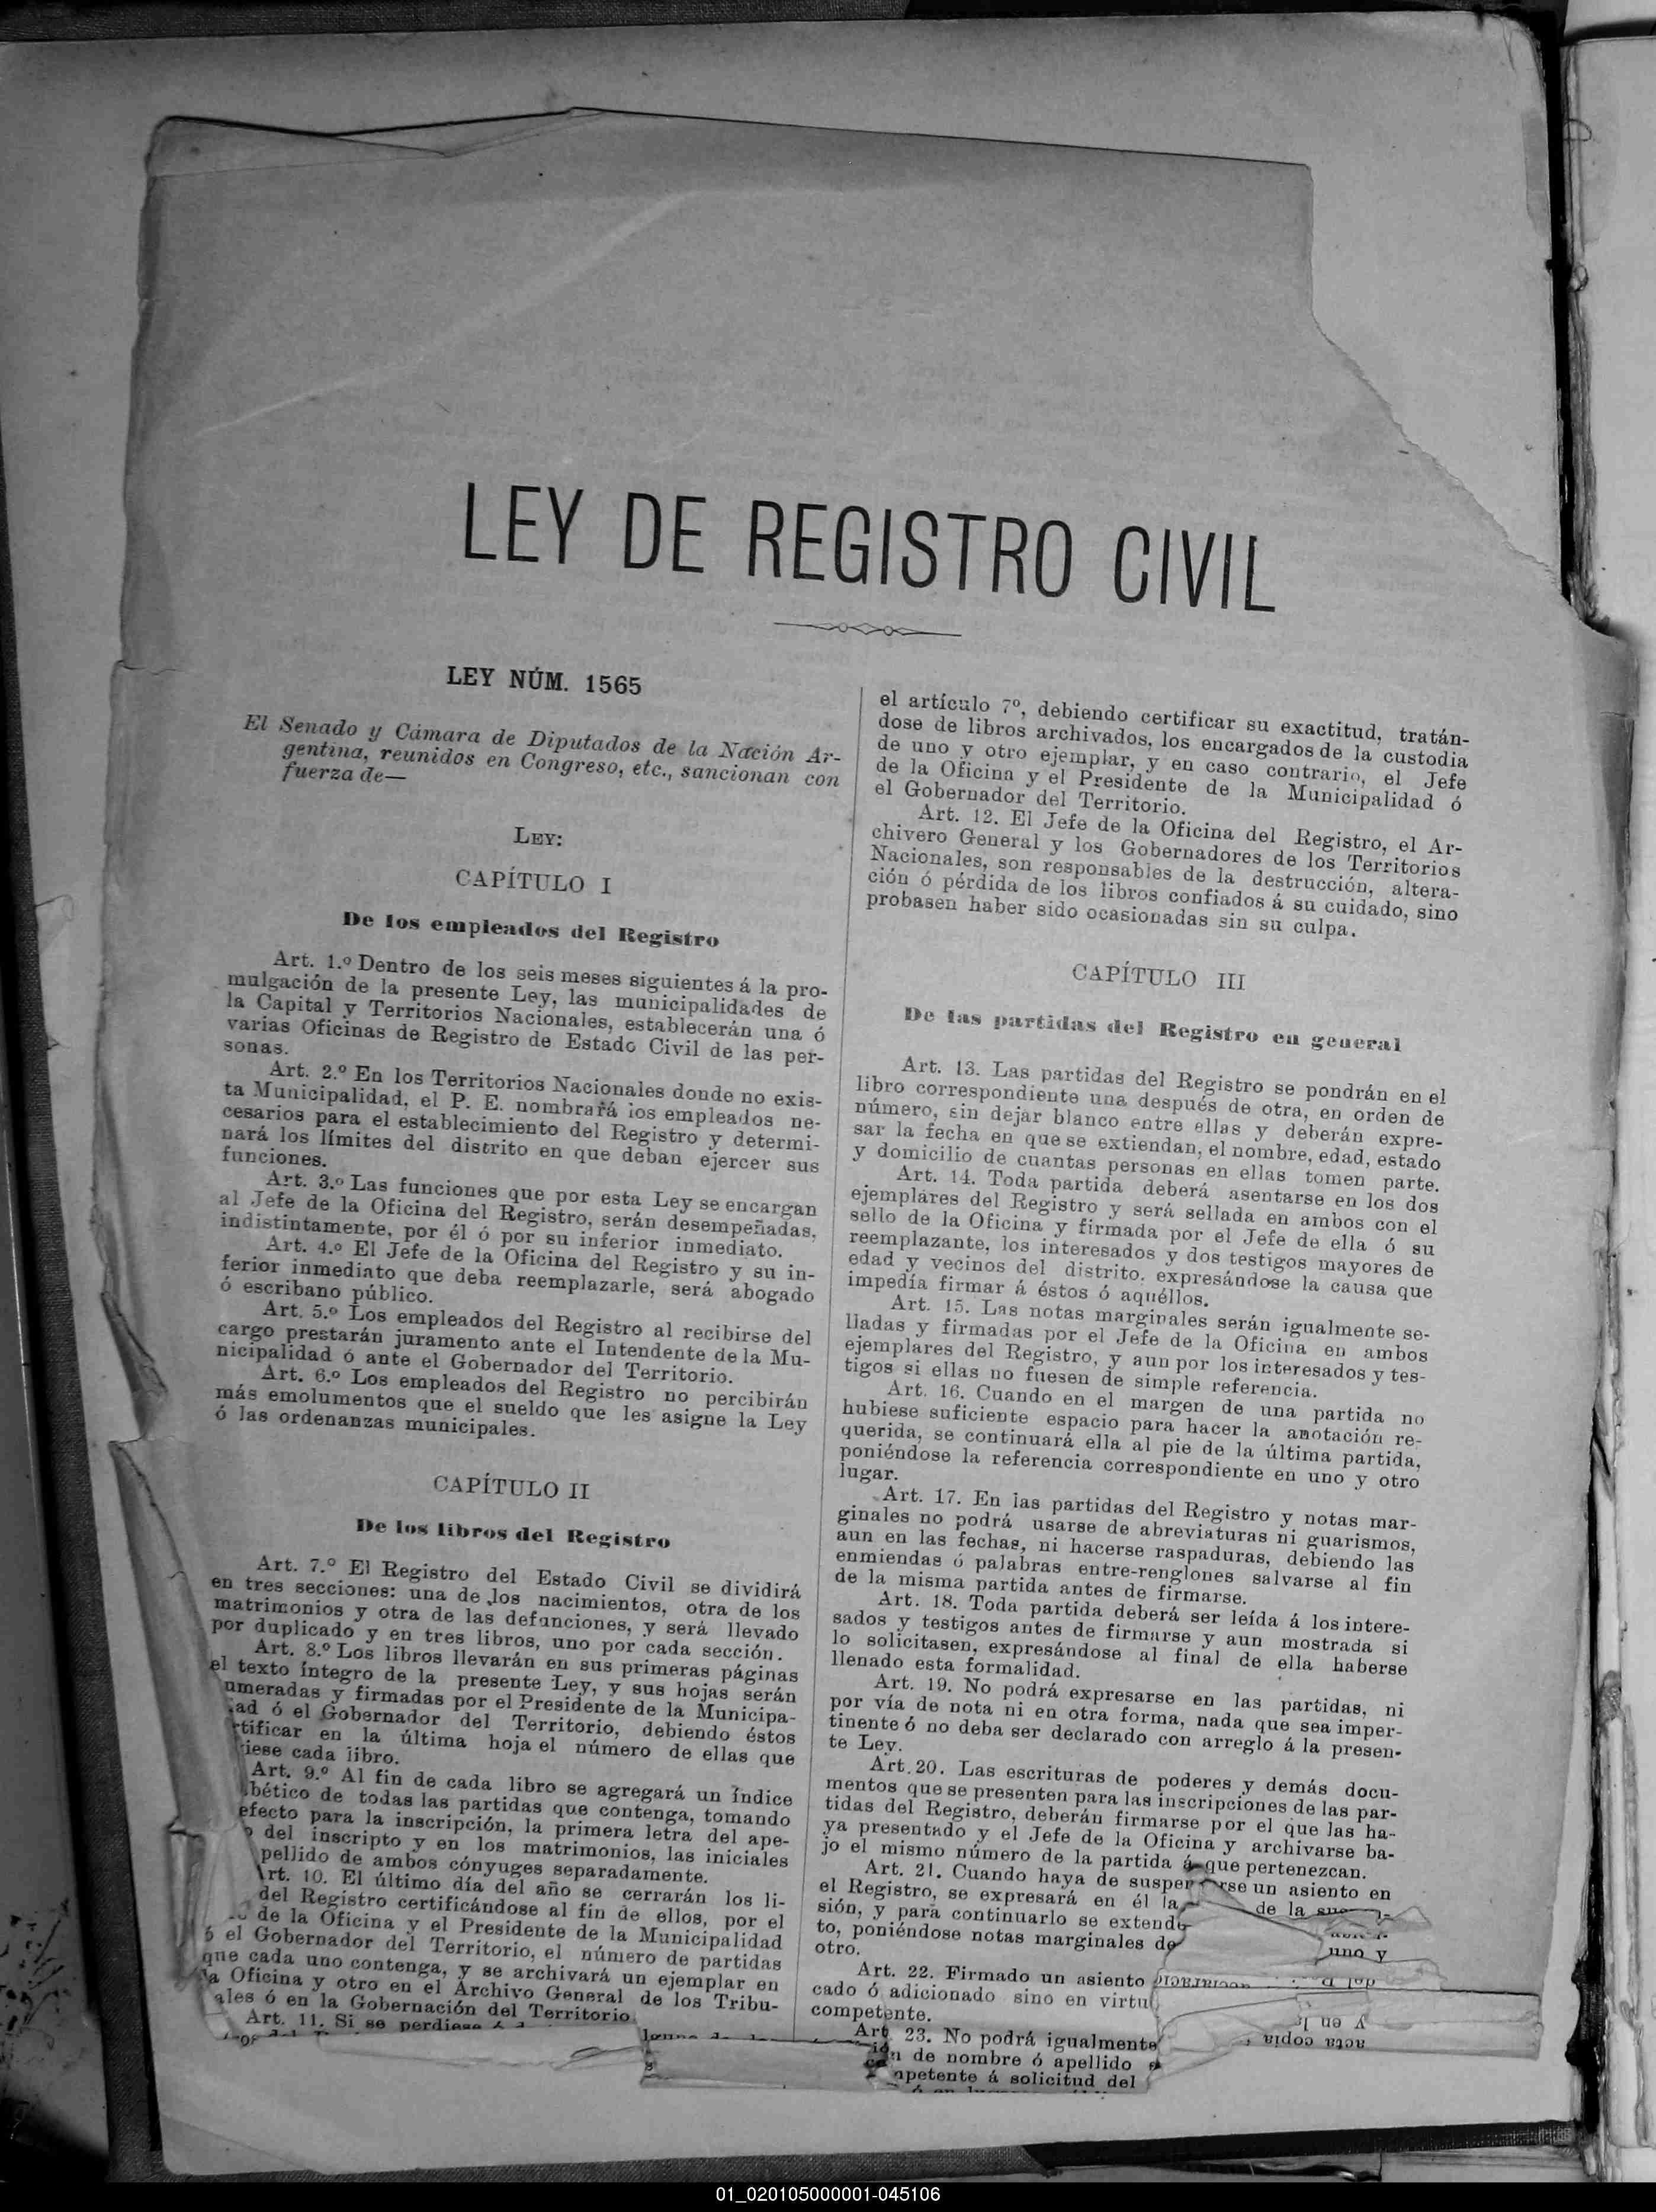 LEY DE REGISTRO CIVIL
LEY NÚM. 1565
El Senado y Cámara de Diputados de la Nación Ar-
gentina, reunidos en Congreso, etc., sancionan con
fuerza de—
LEY:
CAPÍTULO I
De los empleados del Registro
Art. 1.º Dentro de los seis meses siguientes á la pro-
mulgación de la presente Ley, las municipalidades de
la Capital y Territorios Nacionales, establecerán una ó
varias Oficinas de Registro de Estado Civil de las per-
sonas.
Art. 2.º En los Territorios Nacionales donde no exis-
ta Municipalidad, el P. E. nombrará los empleados ne-
cesarios para el establecimiento del Registro y determi-
nará los límites del distrito en que deban ejercer sus
funciones.
Art. 3.º Las funciones que por esta Ley se encargan
al Jefe de la Oficina del Registro, serán desempeñadas,
indistintamente, por él ó por su inferior inmediato.
Art. 4.º El Jefe de la Oficina del Registro y su in-
ferior inmediato que deba reemplazarle, será abogado
ó escribano público.
Art. 5.º Los empleados del Registro al recibirse del
cargo prestarán juramento ante el Intendente de la Mu-
nicipalidad ó ante el Gobernador del Territorio.
Art. 6.º Los empleados del Registro no percibirán
más emolumentos que el sueldo que les asigne la Ley
ó las ordenanzas municipales.
CAPÍTULO II
De los libros del Registro
Art. 7.º El Registro del Estado Civil se dividirá
en tres secciones: una de los nacimientos, otra de los
matrimonios y otra de las defunciones, y será llevado
por duplicado y en tres libros, uno por cada sección.
Art. 8.º Los libros llevarán en sus primeras páginas
el texto íntegro de la presente Ley, y sus hojas serán
umeradas y firmadas por el Presidente de la Municipa-
ad ó el Gobernador del Territorio, debiendo éstos
rtificar en la última hoja el número de ellas que
iese cada libro.
Art. 9.º Al fin de cada libro se agregará un índice
bético de todas las partidas que contenga, tomando
efecto para la inscripción, la primera letra del ape-
o del inscripto y en los matrimonios, las iniciales
pellido de ambos cónyuges separadamente.
Art. 10. El último día del año se cerrarán los li-
del Registro certificándose al fin de ellos, por el
de la Oficina y el Presidente de la Municipalidad
ó el Gobernador del Territorio, el número de partidas
que cada uno contenga, y se archivará un ejemplar en
la Oficina y otro en el Archivo General de los Tribu-
ales ó en la Gobernación del Territorio
Art. 11. Si se perdiese
el artículo 7º, debiendo certificar su exactitud, tratán-
dose de libros archivados, los encargados de la custodia
de uno y otro ejemplar, y en caso contrario, el Jefe
de la Oficina y el Presidente de la Municipalidad ó
el Gobernador del Territorio.
Art. 12. El Jefe de la Oficina del Registro, el Ar-
chivero General y los Gobernadores de los Territorios
Nacionales, son responsables de la destrucción, altera-
ción ó pérdida de los libros confiados á su cuidado, sino
probasen haber sido ocasionadas sin su culpa.
CAPÍTULO III
De las partidas del Registro en general
Art. 13. Las partidas del Registro se pondrán en el
libro correspondiente una después de otra, en orden de
número, sin dejar blanco entre ellas y deberán expre-
sar la fecha en que se extiendan, el nombre, edad, estado
y domicilio de cuantas personas en ellas tomen parte.
Art. 14. Toda partida deberá asentarse en los dos
ejemplares del Registro y será sellada en ambos con el
sello de la Oficina y firmada por el Jefe de ella ó su
reemplazante, los interesados y dos testigos mayores de
edad y vecinos del distrito, expresándose la causa que
impedía firmar á éstos ó aquéllos.
Art. 15. Las notas marginales serán igualmente se-
lladas y firmadas por el Jefe de la Oficina en ambos
ejemplares del Registro, y aun por los interesados y tes-
tigos si ellas no fuesen de simple referencia.
Art. 16. Cuando en el margen de una partida no
hubiese suficiente espacio para hacer la anotación re-
querida, se continuará ella al pie de la última partida,
poniéndose la referencia correspondiente en uno y otro
lugar.
Art. 17. En las partidas del Registro y notas mar-
ginales no podrá usarse de abreviaturas ni guarismos,
aun en las fechas, ni hacerse raspaduras, debiendo las
enmiendas ó palabras entre-renglones salvarse al fin
de la misma partida antes de firmarse.
Art. 18. Toda partida deberá ser leída á los intere-
sados y testigos antes de firmarse y aun mostrada si
lo solicitasen, expresándose al final de ella haberse
llenado esta formalidad.
Art. 19. No podrá expresarse en las partidas, ni
por vía de nota ni en otra forma, nada que sea imper-
tinente ó no deba ser declarado con arreglo á la presen-
te Ley.
Art. 20. Las escrituras de poderes y demás docu-
mentos que se presenten para las inscripciones de las par-
tidas del Registro, deberán firmarse por el que las ha-
ya presentado y el Jefe de la Oficina y archivarse ba-
jo el mismo número de la partida á que pertenezcan.
Art. 21. Cuando haya de suspenderse un asiento en
el Registro, se expresará en él la de la
sión, y para continuarlo se extende
to, poniéndose notas marginales de uno y
otro.
Art. 22. Firmado un asiento
cado ó adicionado sino en virtu
competente.
Art. 23. No podrá igualmente
n de nombre ó apellido
mpetente á solicitud del
01_020105000001-045106